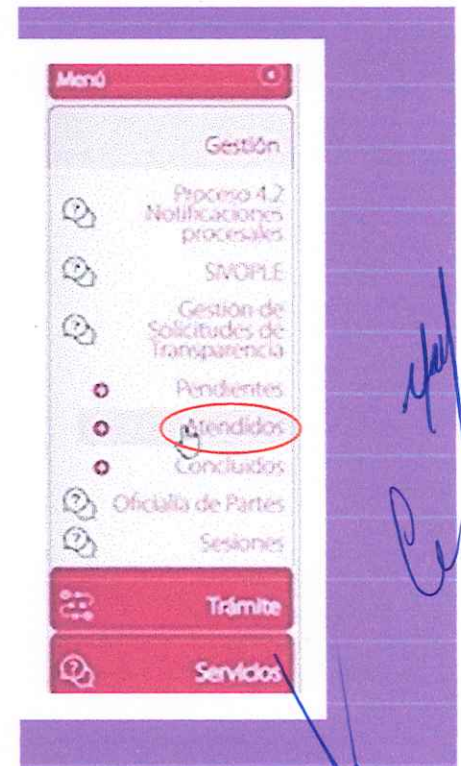 Menú
Gestión
Proceso 4.2
Notificaciones
procesales
SIVOPLE
Gestión de
Solicitudes de
Transparencia
Pendientes
Atendidos
Concluidos
Oficialía de Partes
Sesiones
Trámite
Servicios